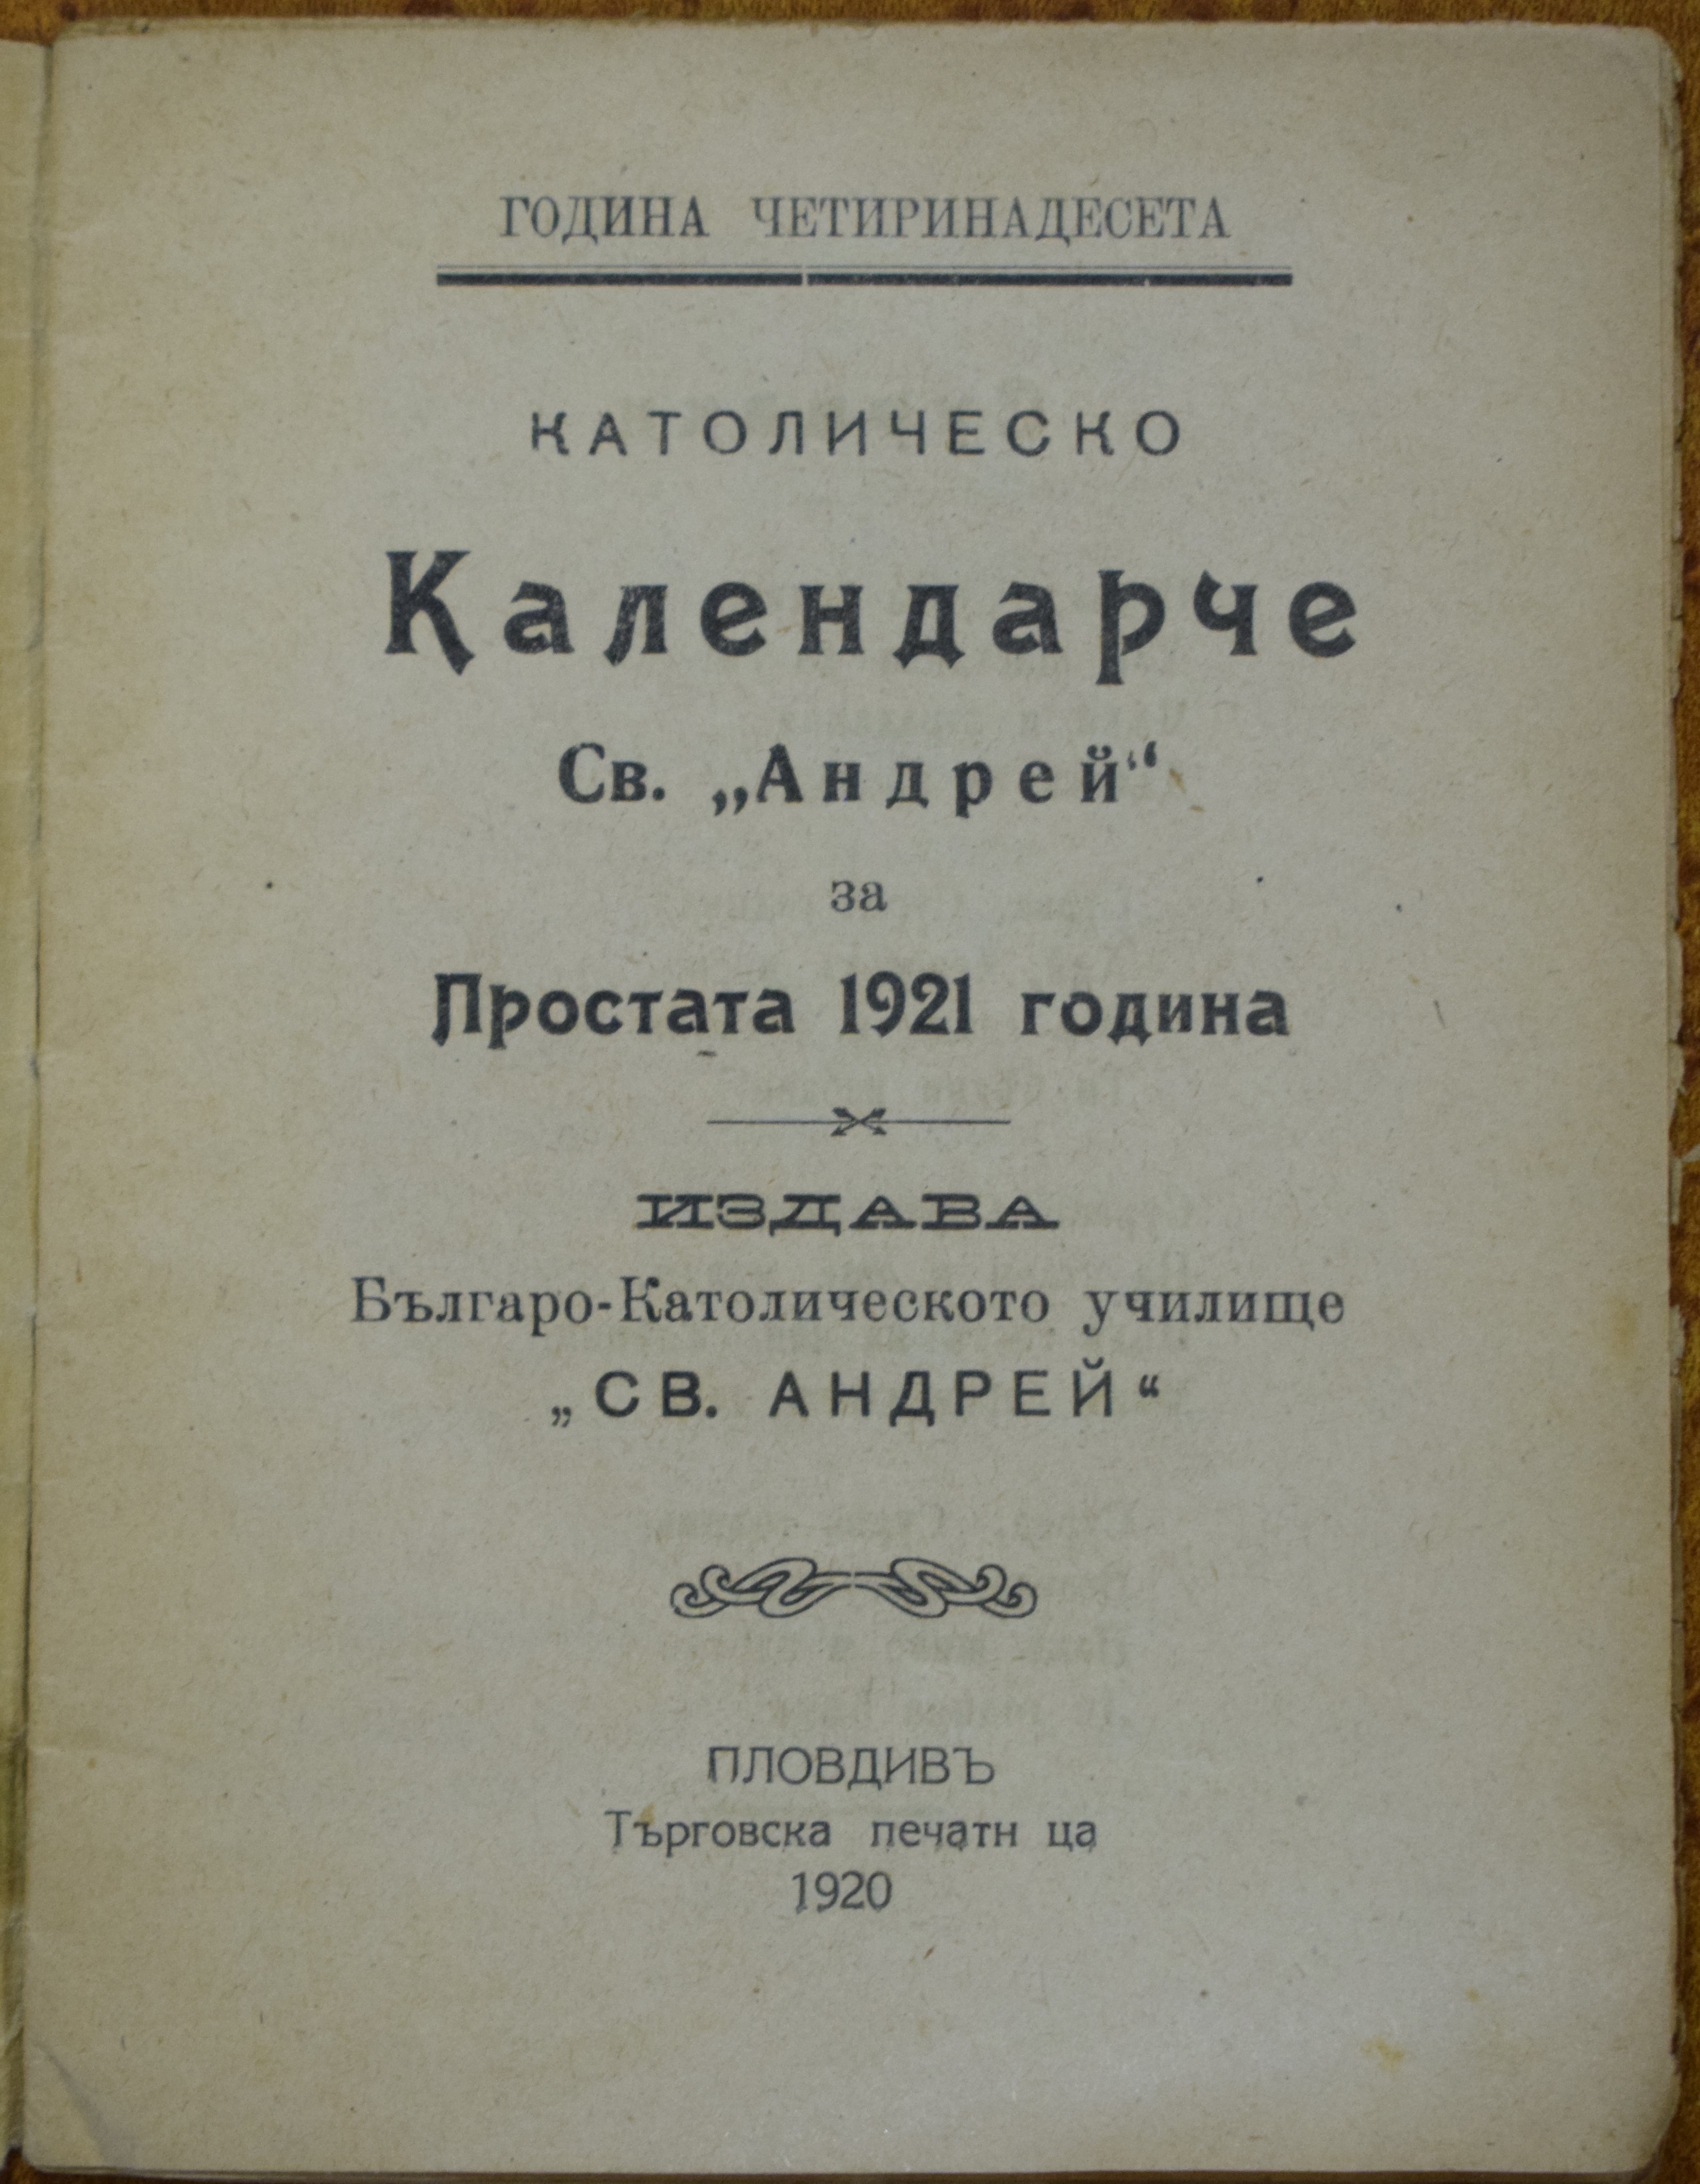 ГОДИНА ЧЕТИРИНАДЕСЕТА
КАТОЛИЧЕСКО
Календарче
Св. „Андрей“
за
Простата 1921 година
ИЗДАВА
Българо-Католическото училище
„СВ. АНДРЕЙ“
ПЛОВДИВЪ
Търговска печатн ца
1920